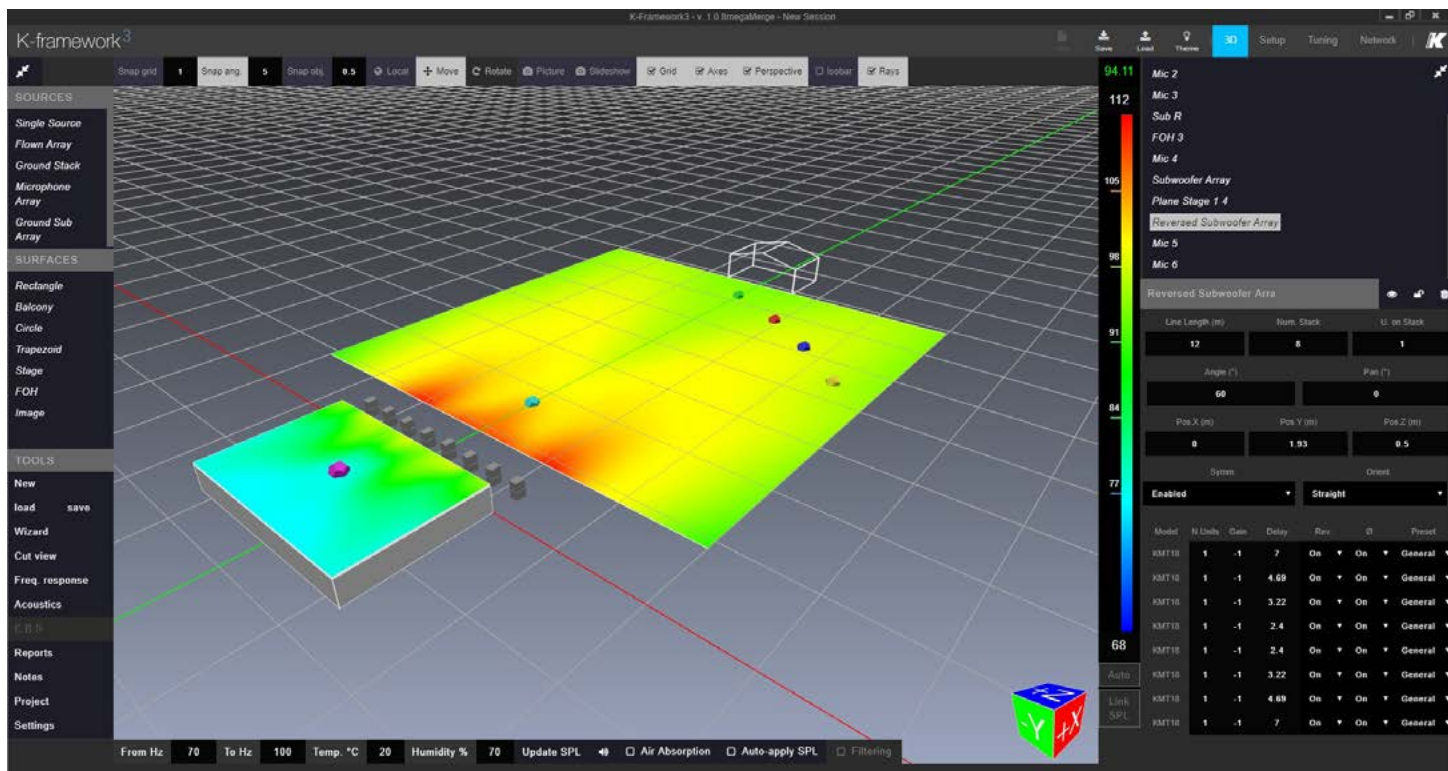 K-Framework3 - v. 1.0 8megaMerge - New Session
K-framework3
Save Load Theme 3D Setup Tuning Network K
Snap grid 1 Snap ang. 5 Snap obj. 0.5 Local Move Rotate Picture Slideshow Grid Axes Perspective Isobar Rays
SOURCES
Single Source
Flown Array
Ground Stack
Microphone
Array
Ground Sub
Array
SURFACES
Rectangle
Balcony
Circle
Trapezoid
Stage
FOH
Image
TOOLS
New
load save
Wizard
Cut view
Freq. response
Acoustics
Reports
Notes
Project
Settings
94.11
112
105
98
91
84
77
68
Auto
Link
SPL
+Z
-Y
+X
Mic 2
Mic 3
Sub R
FOH 3
Mic 4
Subwoofer Array
Plane Stage 1 4
Reversed Subwoofer Array
Mic 5
Mic 6
Reversed Subwoofer Arra
Line Length (m) Num. Stack U. on Stack
12 8 1
Angle (°) Pan (°)
60 0
Pos.X (m) Pos.Y (m) Pos.Z (m)
0 1.93 0.5
Symm. Orient.
Enabled Straight
Model N.Units Gain Delay Rev. Ø Preset
KMT18 1 -1 7 On On General
KMT18 1 -1 4.69 On On General
KMT18 1 -1 3.22 On On General
KMT18 1 -1 2.4 On On General
KMT18 1 -1 2.4 On On General
KMT18 1 -1 3.22 On On General
KMT18 1 -1 4.69 On On General
KMT18 1 -1 7 On On General
From Hz 70 To Hz 100 Temp. °C 20 Humidity % 70 Update SPL Air Absorption Auto-apply SPL Filtering